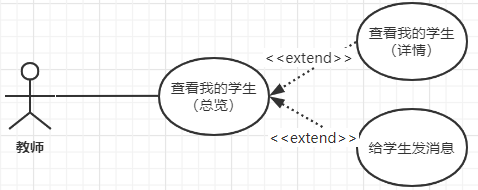 查看我的学生
（详情）
<<extend>>
查看我的学生
（总览）
<<extend>>
给学生发消息
教师